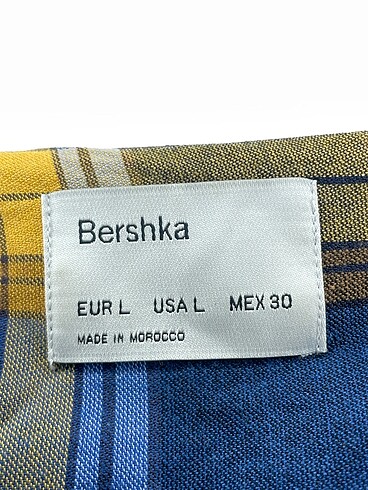 Bershka
EUR L USA L MEX 30
MADE IN MOROCCO